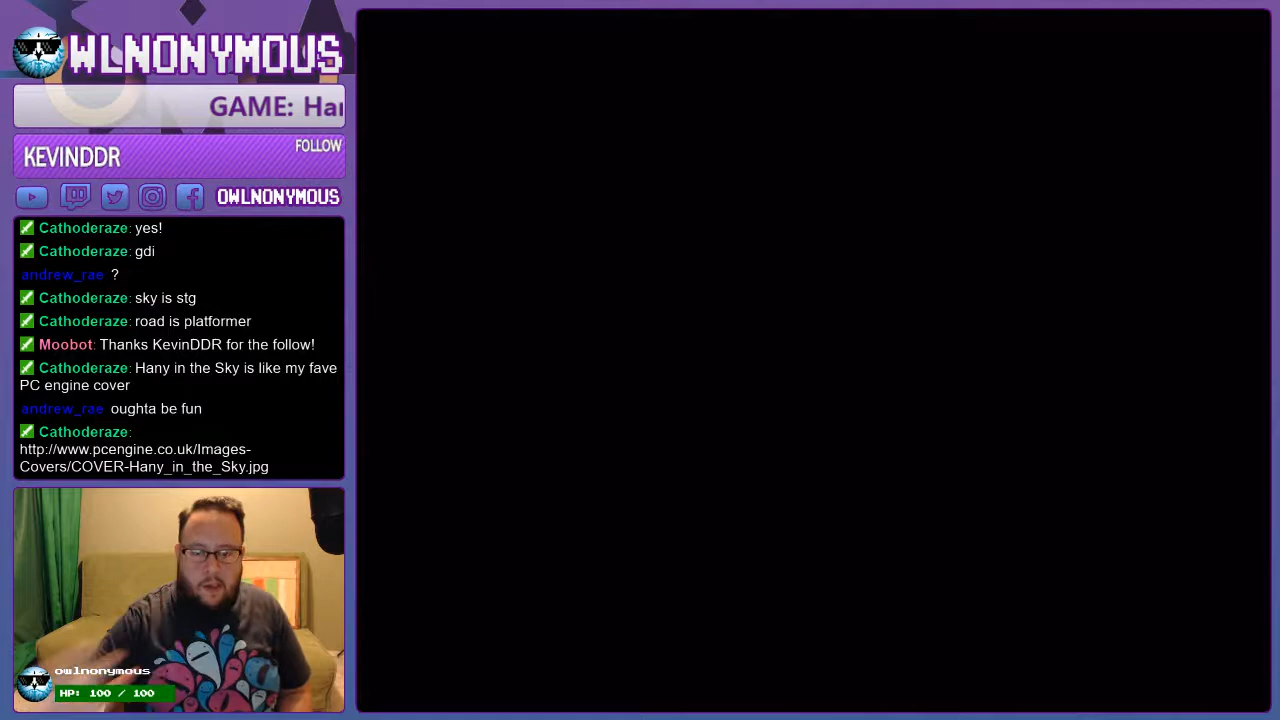 WLNONYMOUS
GAME: Han
KEVINDDR
FOLLOW
OWLNONYMOUS
Cathoderaze: yes!
Cathoderaze: gdi
andrew_rae ?
Cathoderaze: sky is stg
Cathoderaze: road is platformer
Moobot: Thanks KevinDDR for the follow!
Cathoderaze: Hany in the Sky is like my fave
PC engine cover
andrew_rae oughta be fun
Cathoderaze:
http://www.pcengine.co.uk/Images-
Covers/COVER-Hany_in_the_Sky.jpg
owlnonymous
HP: 100 / 100